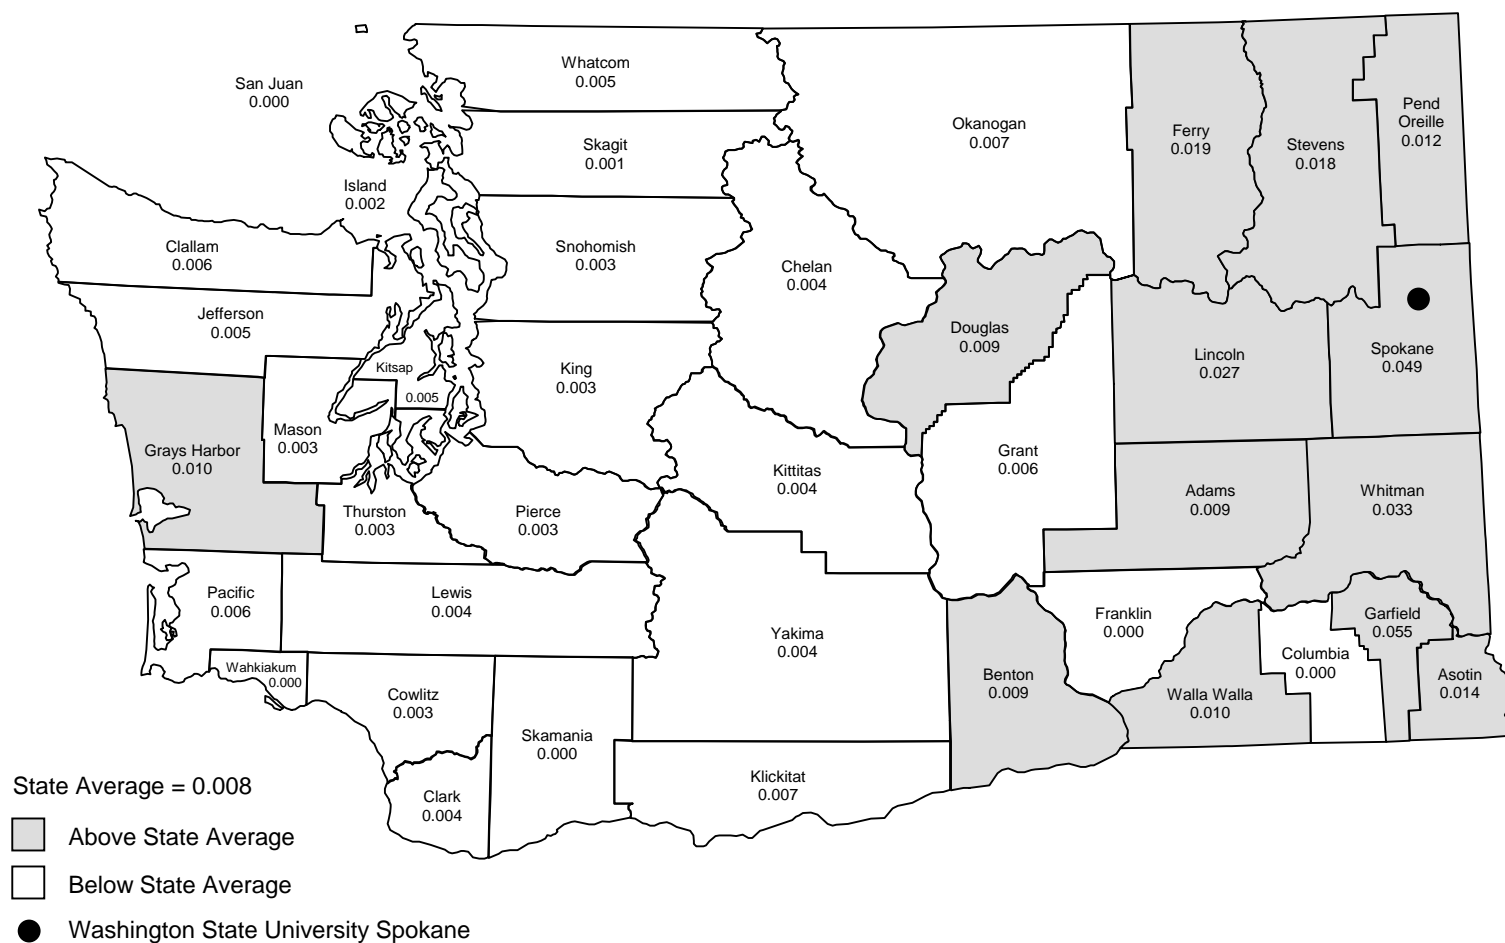 Whatcom
0.005
San Juan
0.000
Skagit
0.001
Okanogan
0.007
Ferry
0.019
Stevens
0.018
Pend
Oreille
0.012
Island
0.002
Clallam
0.006
Snohomish
0.003
Chelan
0.004
Jefferson
0.005
Kitsap
0.005
King
0.003
Douglas
0.009
Lincoln
0.027
Spokane
0.049
Mason
0.003
Grays Harbor
0.010
Thurston
0.003
Pierce
0.003
Kittitas
0.004
Grant
0.006
Adams
0.009
Whitman
0.033
Pacific
0.006
Lewis
0.004
Yakima
0.004
Franklin
0.000
Garfield
0.055
Wahkiakum
0.000
Cowlitz
0.003
Skamania
0.000
Benton
0.009
Walla Walla
0.010
Columbia
0.000
Asotin
0.014
Clark
0.004
Klickitat
0.007
State Average = 0.008
Above State Average
Below State Average
Washington State University Spokane